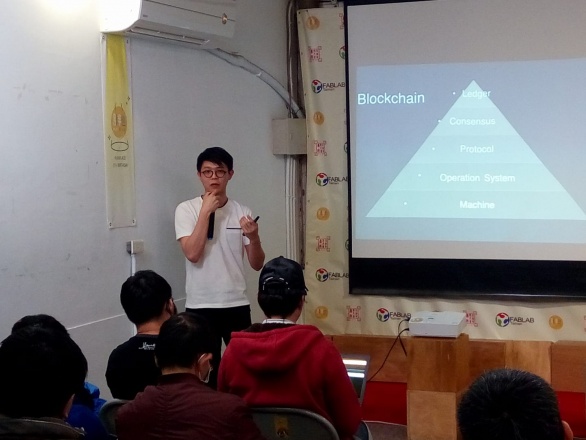 Blockchain
• Ledger
• Consensus
• Protocol
• Operation System
• Machine
FABLAB
FABLAB
FABLAB
FABLAB
FABLAB